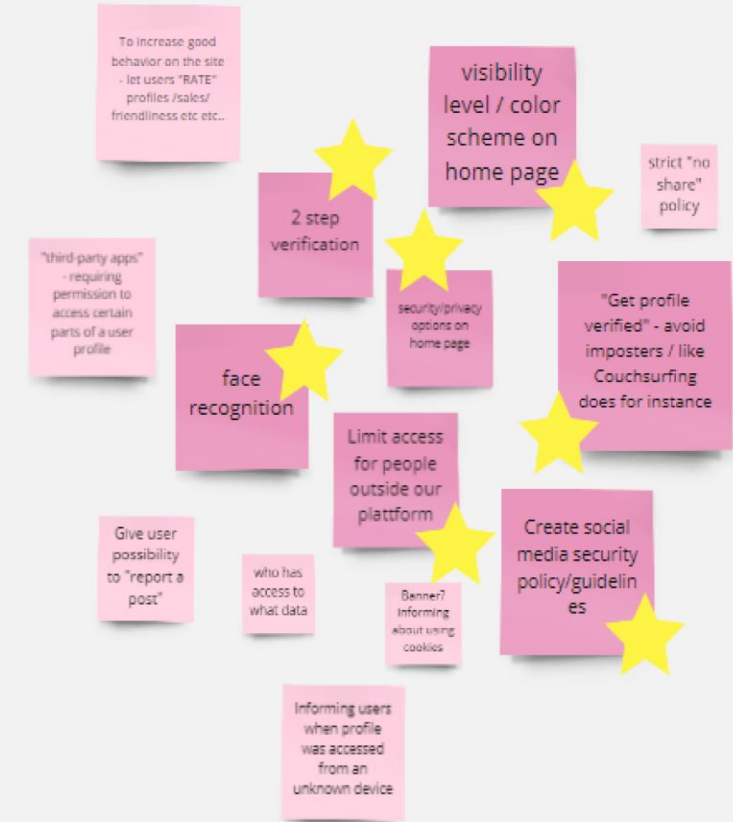 To increase good
behavior on the site
- let users "RATE"
profiles /sales/
friendliness etc etc..
visibility
level / color
scheme on
home page
strict "no
share"
policy
2 step
verification
"third-party apps"
- requiring
permission to
access certain
parts of a user
profile
security/privacy
options on
home page
"Get profile
verified" - avoid
imposters / like
Couchsurfing
does for instance
face
recognition
Limit access
for people
outside our
plattform
Create social
media security
policy/guidelin
es
Give user
possibility
to "report a
post"
who has
access to
what data
Banner?
informing
about using
cookies
Informing users
when profile
was accessed
from an
unknown device